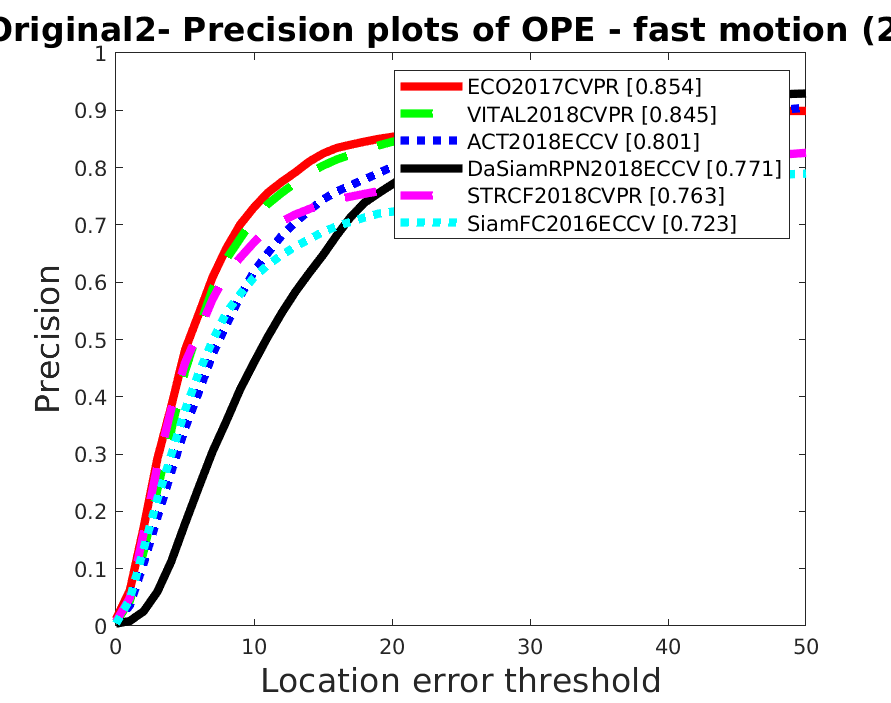 Original2- Precision plots of OPE - fast motion (2
1
0.9
0.8
0.7
0.6
0.5
0.4
0.3
0.2
0.1
0
Precision
ECO2017CVPR [0.854]
VITAL2018CVPR [0.845]
ACT2018ECCV [0.801]
DaSiamRPN2018ECCV [0.771]
STRCF2018CVPR [0.763]
SiamFC2016ECCV [0.723]
0 10 20 30 40 50
Location error threshold